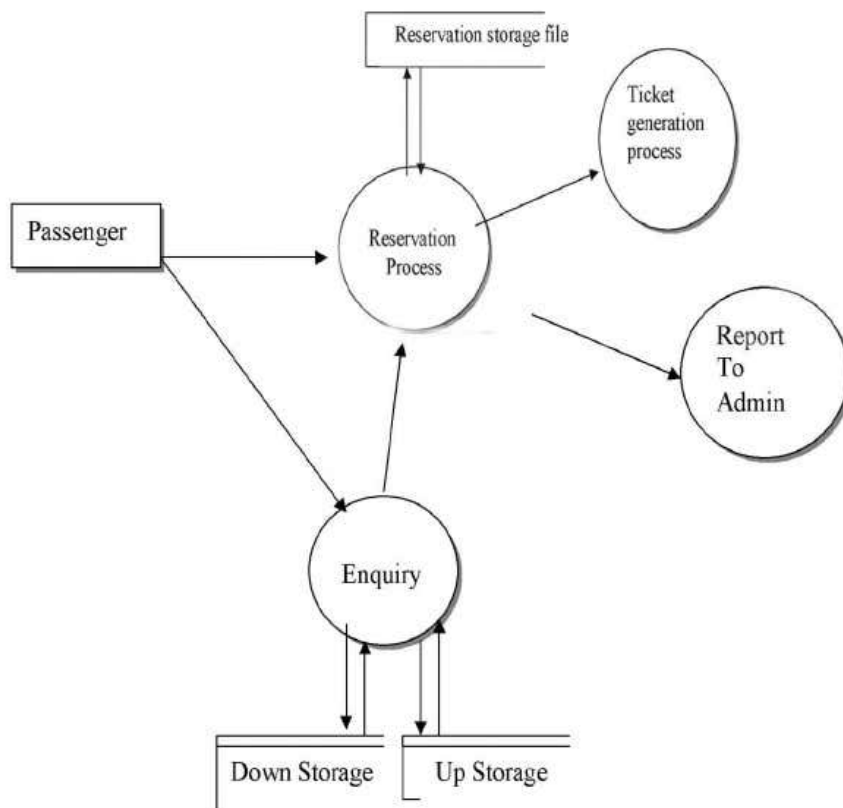 Reservation storage file
Ticket
generation
process
Passenger
Reservation
Process
Report
To
Admin
Enquiry
Down Storage
Up Storage